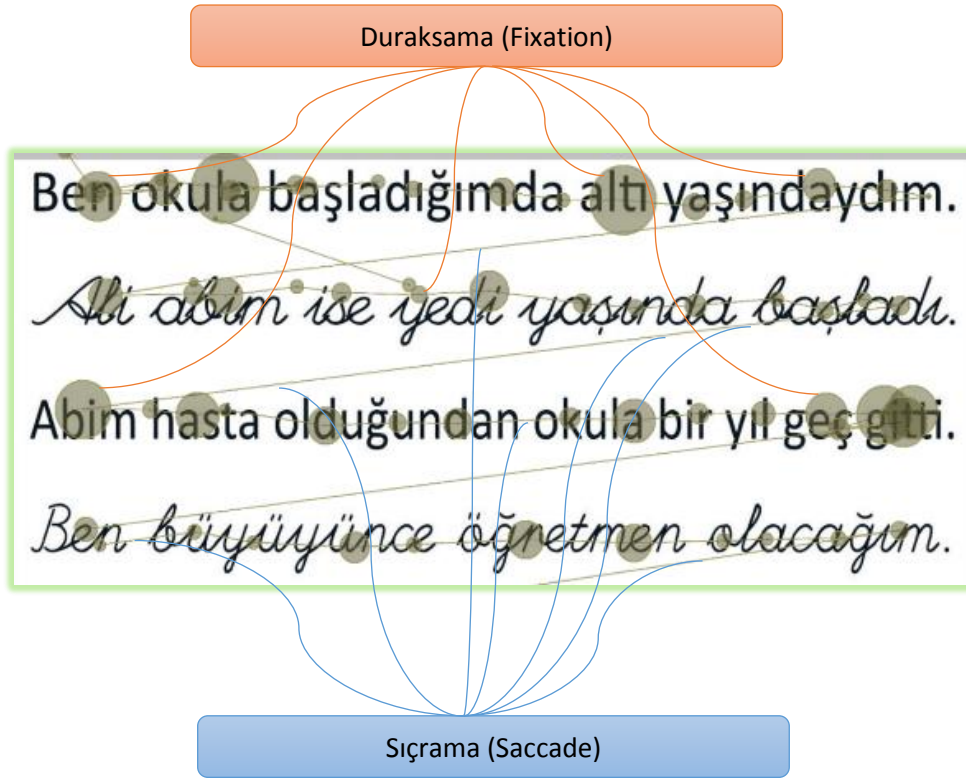 Duraksama (Fixation)
Ben okula başladığımda altı yaşındaydım.
Ali abim ise yedi yaşında başladı.
Abim hasta olduğundan okula bir yıl geç gitti.
Ben büyüyünce öğretmen olacağım.
Sıçrama (Saccade)